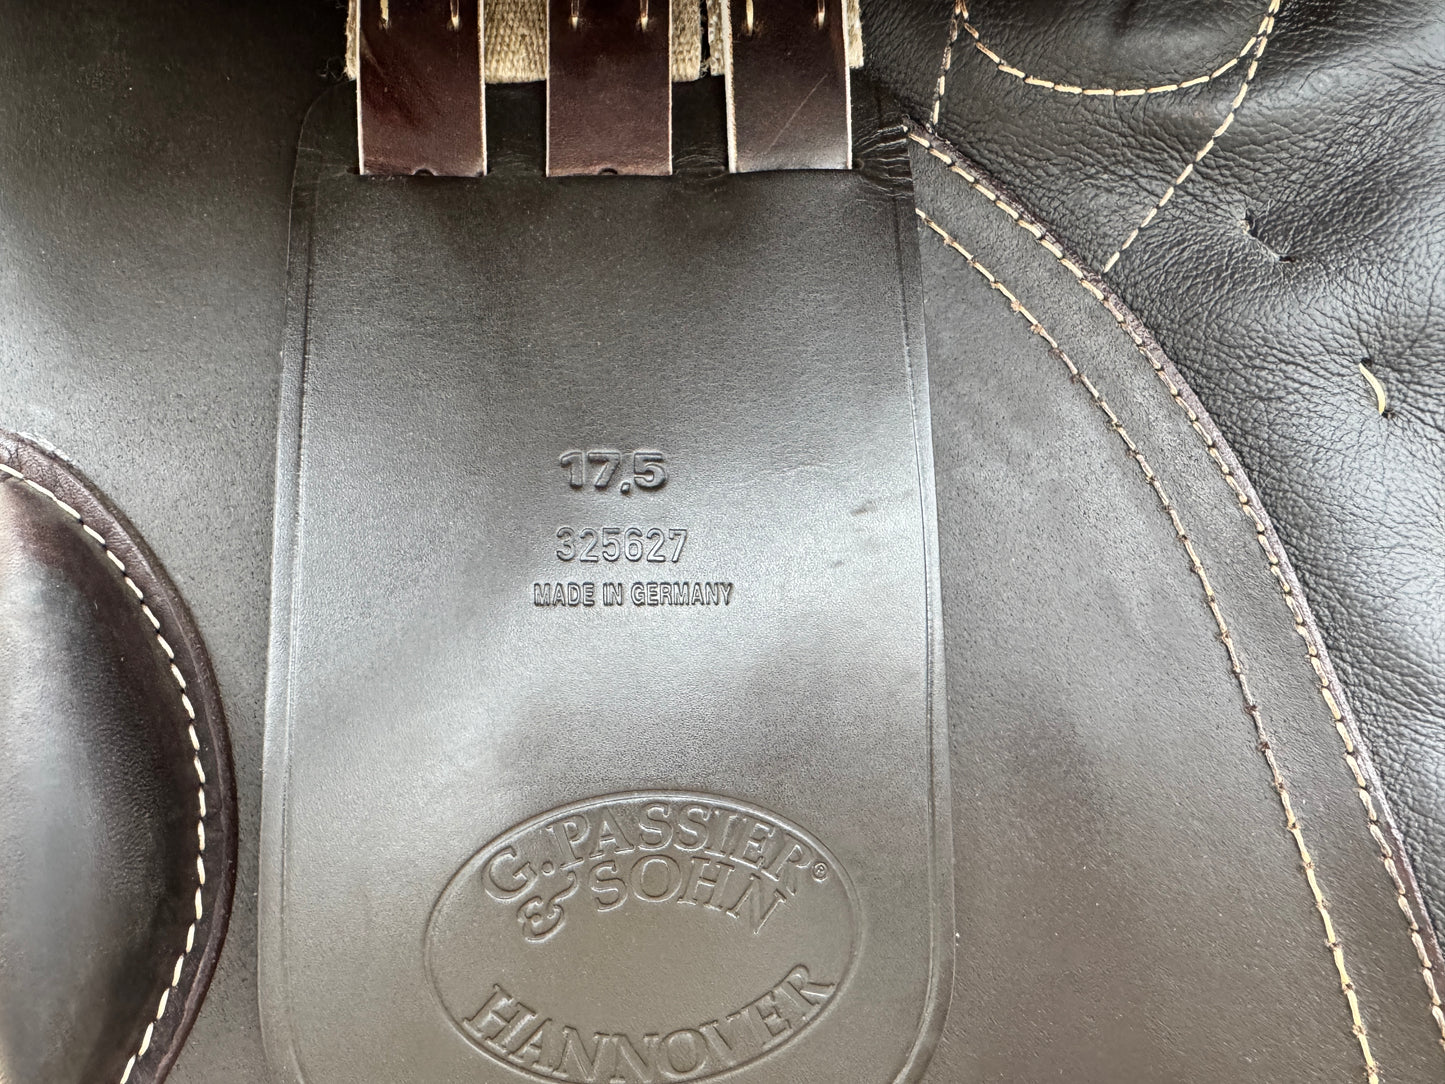 17,5
325627
MADE IN GERMANY
G. PASSIER®
& SOHN
HANNOVER